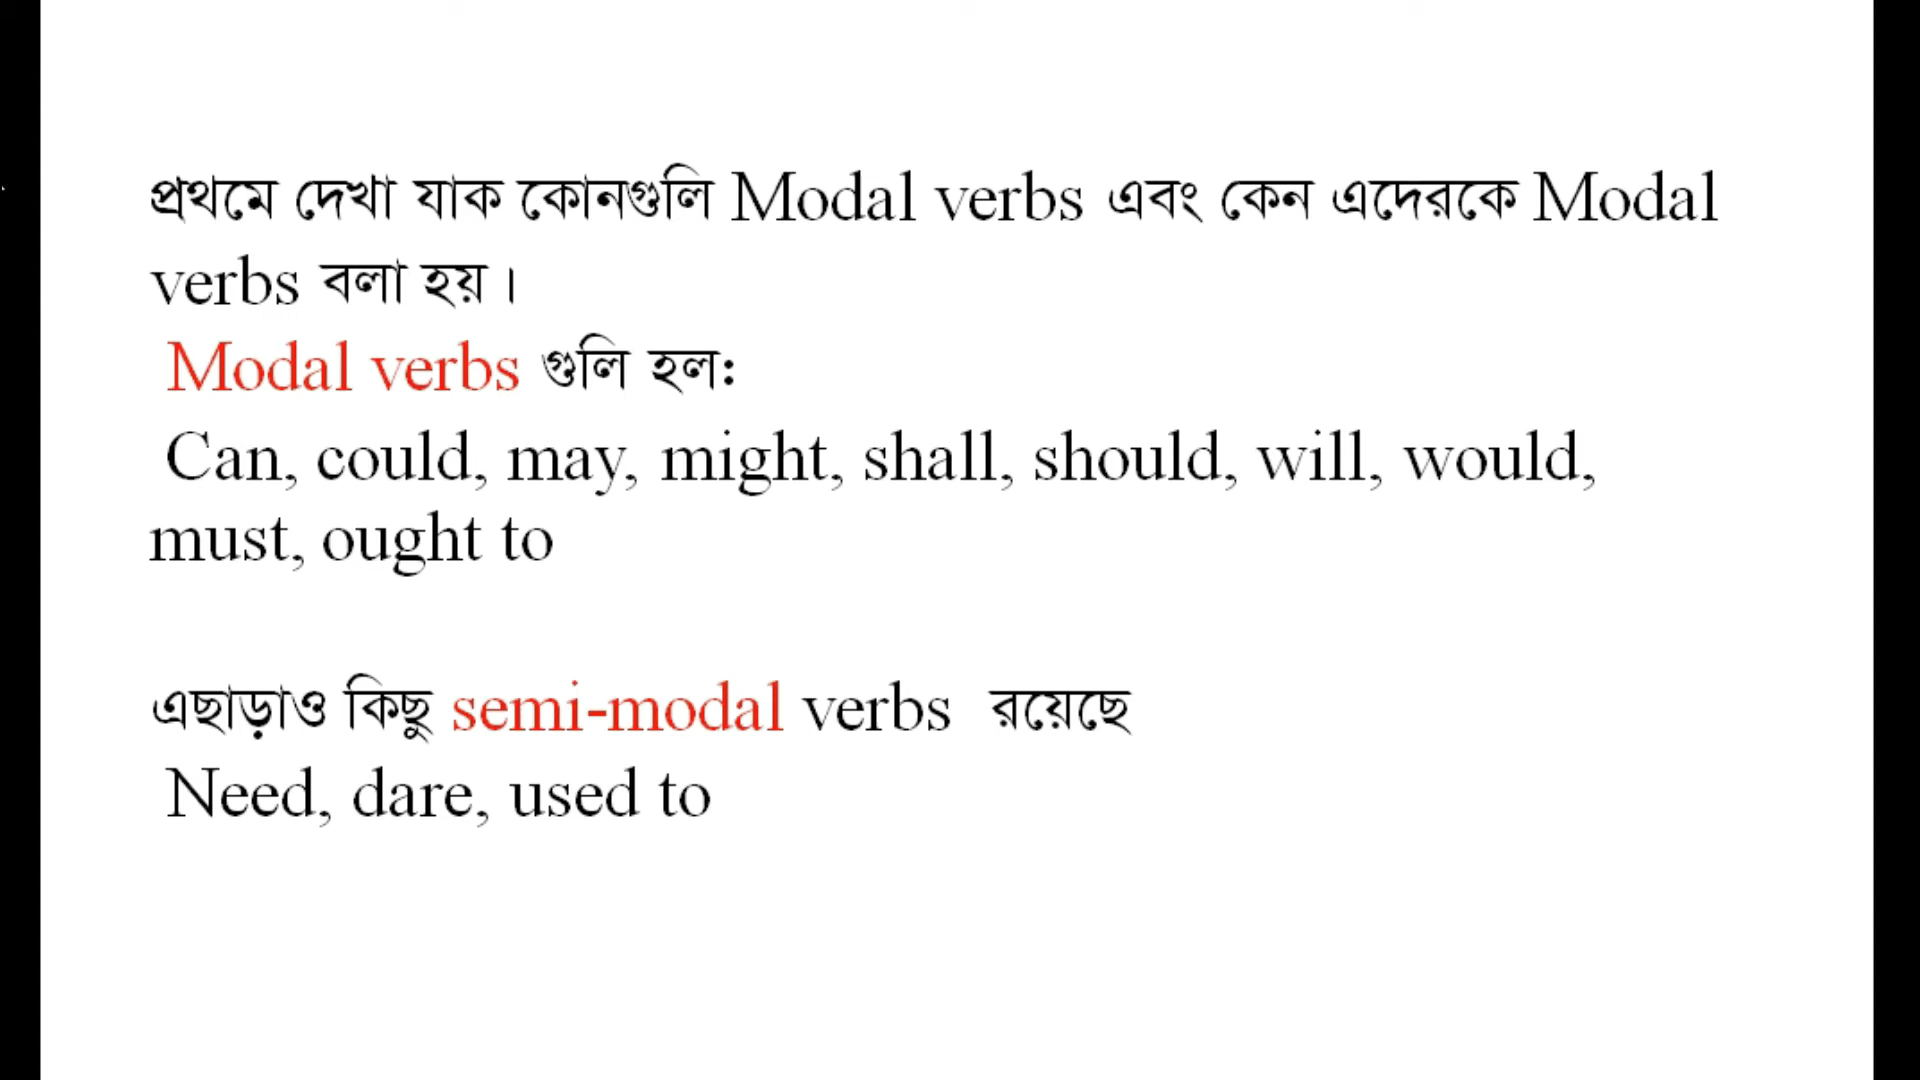 প্রথমে দেখা যাক কোনগুলি Modal verbs এবং কেন এদেরকে Modal
verbs বলা হয়।
Modal verbs গুলি হলঃ
Can, could, may, might, shall, should, will, would,
must, ought to
এছাড়াও কিছু semi-modal verbs রয়েছে
Need, dare, used to